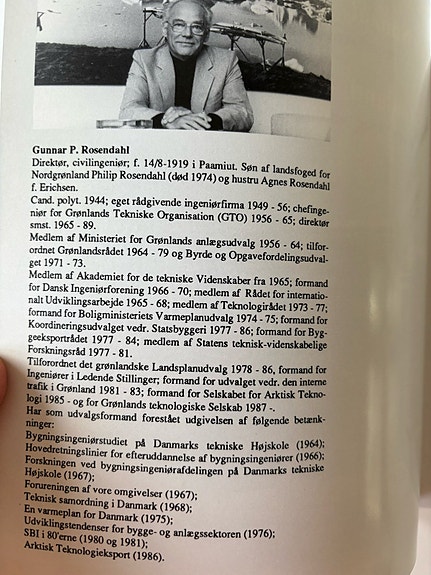 Gunnar P. Rosendahl
Direktør, civilingeniør; f. 14/8-1919 i Paamiut. Søn af landsfoged for
Nordgrønland Philip Rosendahl (død 1974) og hustru Agnes Rosendahl
f. Erichsen.
Cand. polyt. 1944; eget rådgivende ingeniørfirma 1949 - 56; chefinge-
niør for Grønlands Tekniske Organisation (GTO) 1956 - 65; direktør
smst. 1965 - 89.
Medlem af Ministeriet for Grønlands anlægsudvalg 1956 - 64; tilfor-
ordnet Grønlandsrådet 1964 - 79 og Byrde og Opgavefordelingsudval-
get 1971 - 73.
Medlem af Akademiet for de tekniske Videnskaber fra 1965; formand
for Dansk Ingeniørforening 1966 - 70; medlem af Rådet for internatio-
nalt Udviklingsarbejde 1965 - 68; medlem af Teknologirådet 1973 - 77;
formand for Boligministeriets Varmeplanudvalg 1974 - 75; formand for
Koordineringsudvalget vedr. Statsbyggeri 1977 - 86; formand for Byg-
geeksportrådet 1977 - 84; medlem af Statens teknisk-videnskabelige
Forskningsråd 1977 - 81.
Tilforordnet det grønlandske Landsplanudvalg 1978 - 86, formand for
Ingeniører i Ledende Stillinger; formand for udvalget vedr. den interne
trafik i Grønland 1981 - 83; formand for Selskabet for Arktisk Tekno-
logi 1985 - og for Grønlands teknologiske Selskab 1987 -.
Har som udvalgsformand forestået udgivelsen af følgende betænk-
ninger:
Bygningsingeniørstudiet på Danmarks tekniske Højskole (1964);
Hovedretningslinier for efteruddannelse af bygningsingeniører (1966);
Forskningen ved bygningsingeniørafdelingen på Danmarks tekniske
Højskole (1967);
Forureningen af vore omgivelser (1967);
Teknisk samordning i Danmark (1968);
En varmeplan for Danmark (1975);
Udviklingstendenser for bygge- og anlægssektoren (1976);
SBI i 80'erne (1980 og 1981);
Arktisk Teknologieksport (1986).